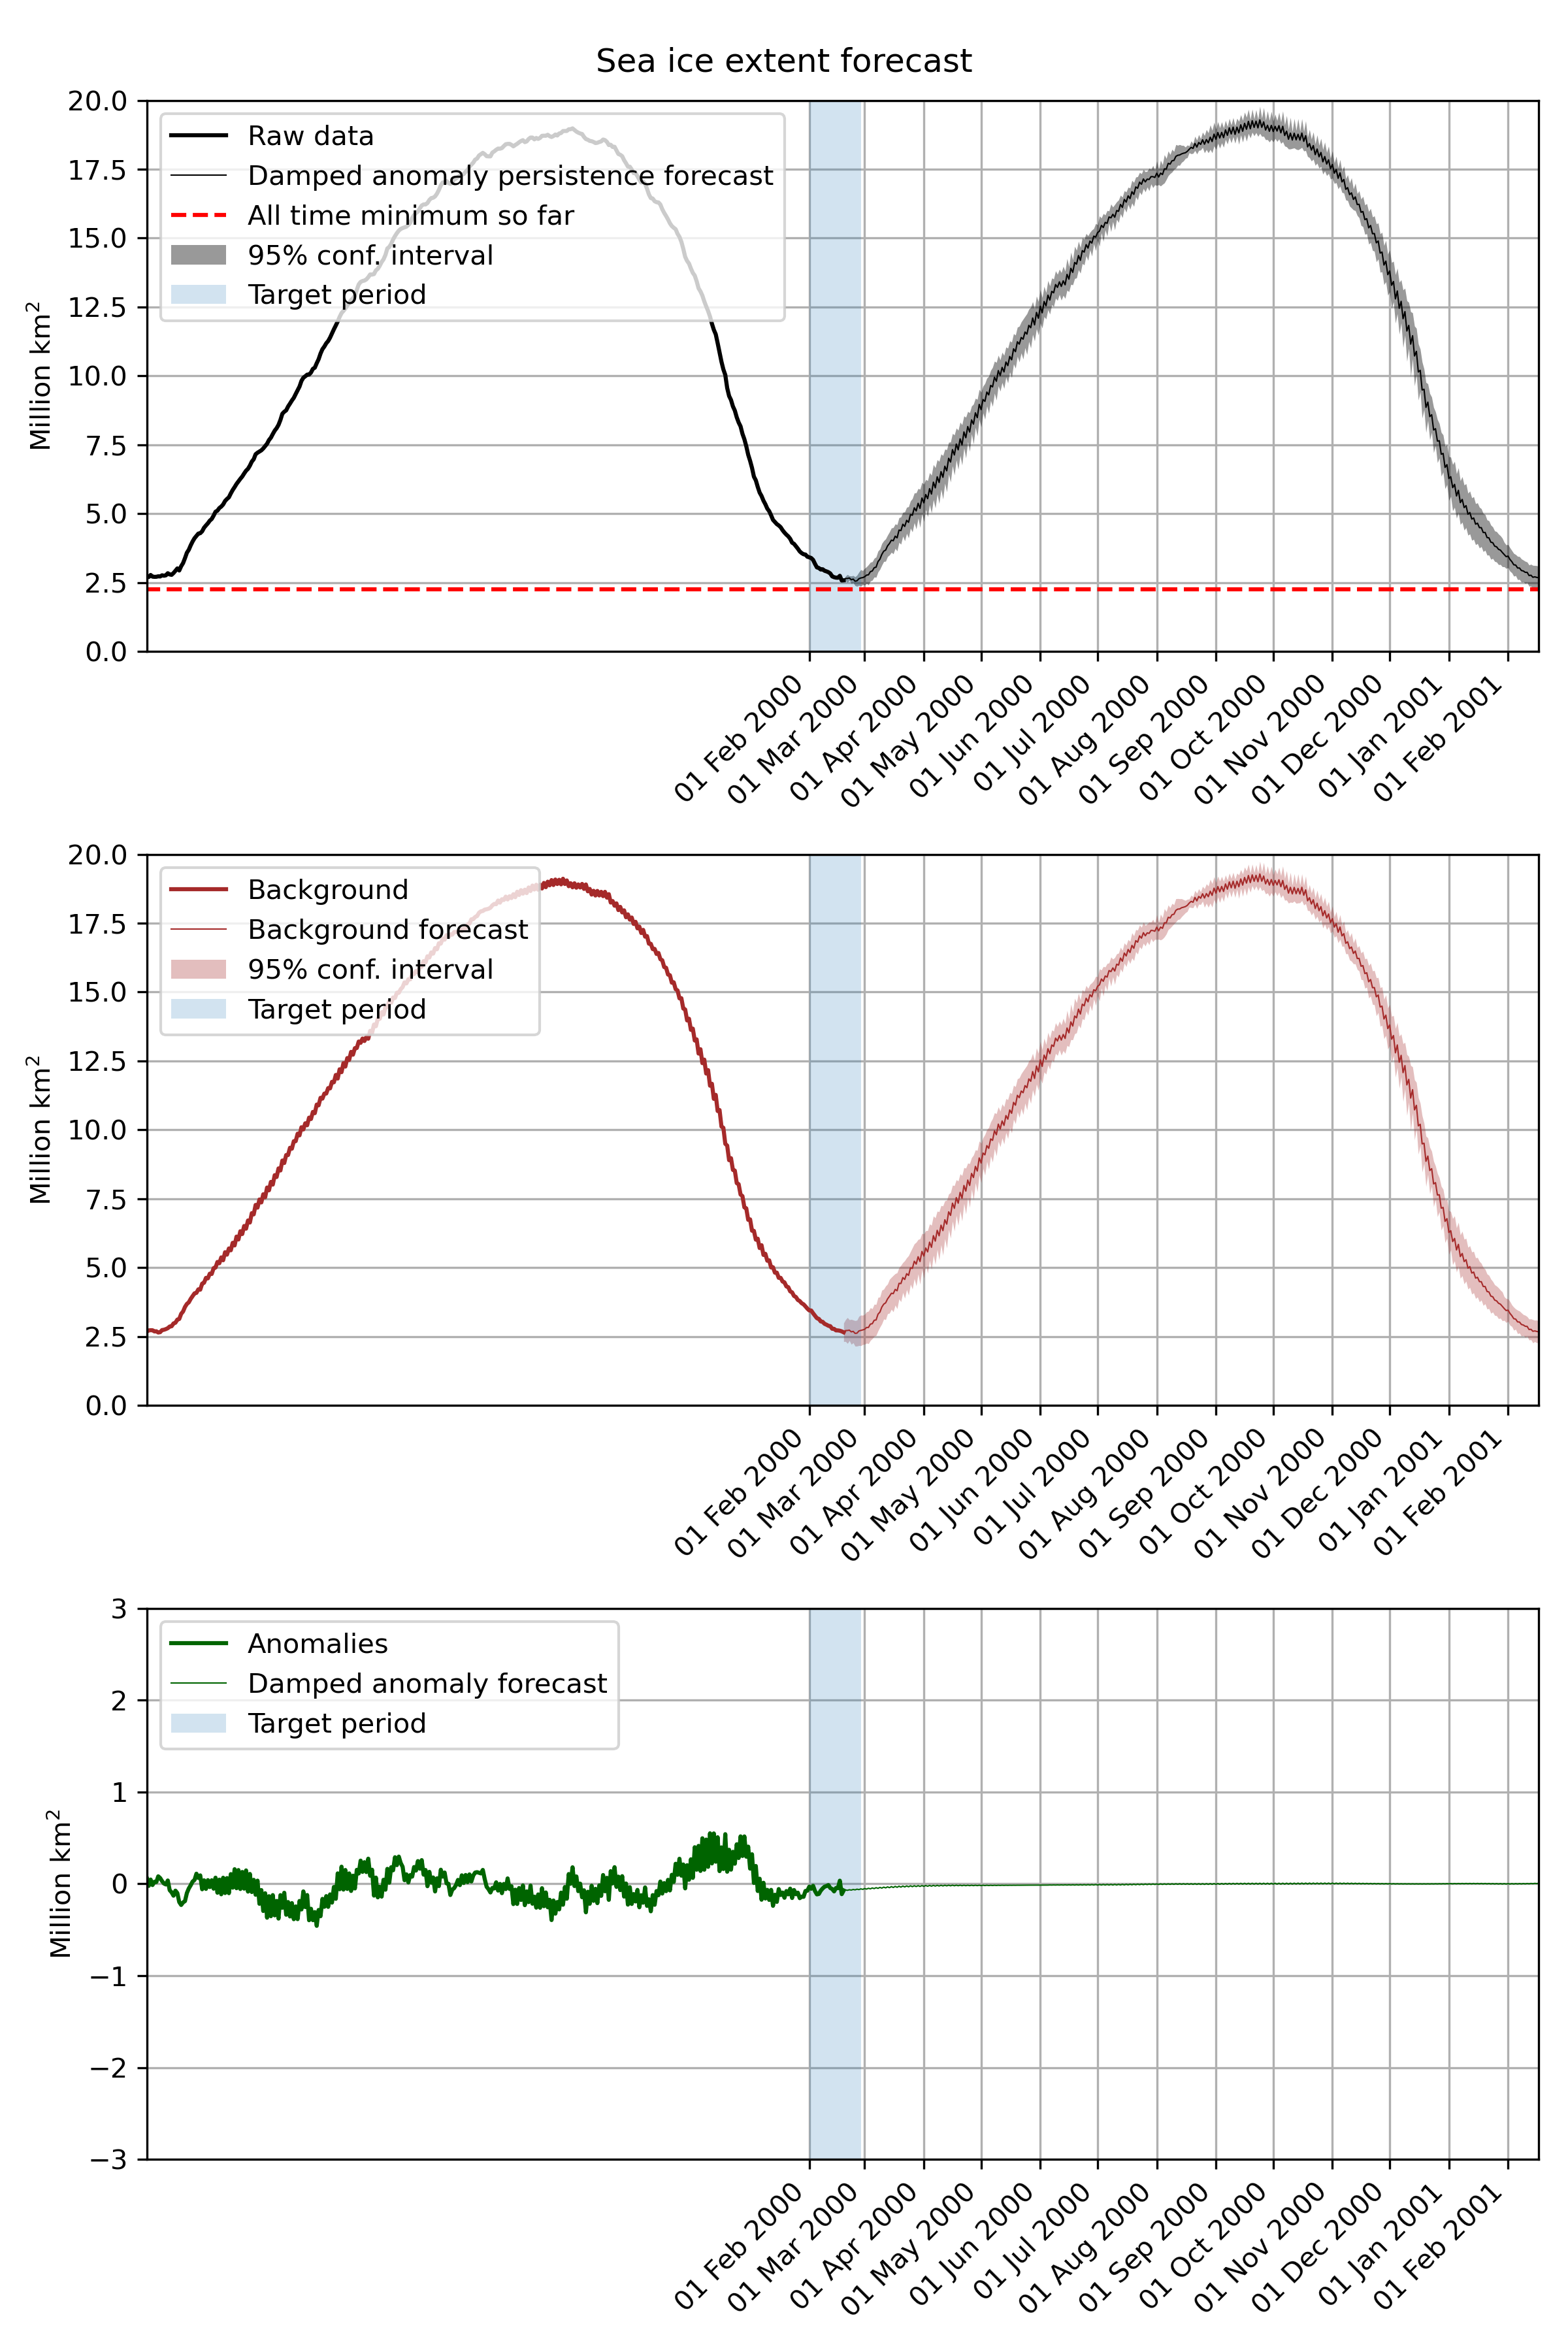 Sea ice extent forecast
20.0
17.5
15.0
12.5
10.0
7.5
5.0
2.5
0.0
Million km²
Raw data
Damped anomaly persistence forecast
All time minimum so far
95% conf. interval
Target period
01 Feb 2000
01 Mar 2000
01 Apr 2000
01 May 2000
01 Jun 2000
01 Jul 2000
01 Aug 2000
01 Sep 2000
01 Oct 2000
01 Nov 2000
01 Dec 2000
01 Jan 2001
01 Feb 2001
20.0
17.5
15.0
12.5
10.0
7.5
5.0
2.5
0.0
Million km²
Background
Background forecast
95% conf. interval
Target period
01 Feb 2000
01 Mar 2000
01 Apr 2000
01 May 2000
01 Jun 2000
01 Jul 2000
01 Aug 2000
01 Sep 2000
01 Oct 2000
01 Nov 2000
01 Dec 2000
01 Jan 2001
01 Feb 2001
3
2
1
0
−1
−2
−3
Million km²
Anomalies
Damped anomaly forecast
Target period
01 Feb 2000
01 Mar 2000
01 Apr 2000
01 May 2000
01 Jun 2000
01 Jul 2000
01 Aug 2000
01 Sep 2000
01 Oct 2000
01 Nov 2000
01 Dec 2000
01 Jan 2001
01 Feb 2001